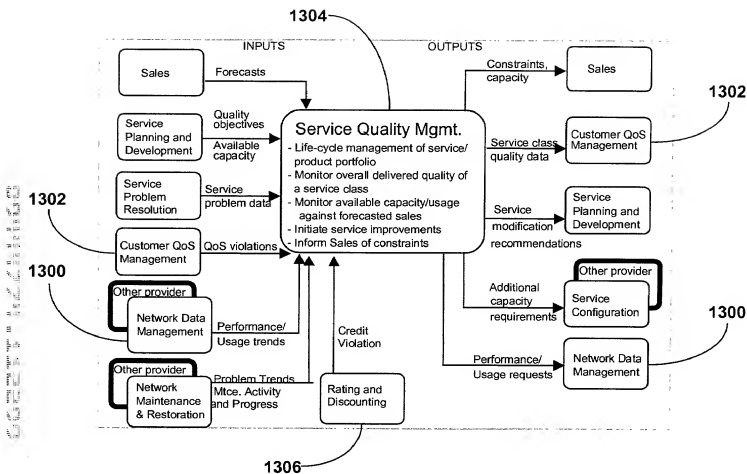 1304
INPUTS
OUTPUTS
Sales
Forecasts
Constraints,
capacity
Sales
1302
Service
Planning and
Development
Quality
objectives
Available
capacity
Service Quality Mgmt.
- Life-cycle management of service/
product portfolio
- Monitor overall delivered quality of
a service class
- Monitor available capacity/usage
against forecasted sales
- Initiate service improvements
- Inform Sales of constraints
Service class
quality data
Customer QoS
Management
Service
Problem
Resolution
Service
problem data
Service
modification
recommendations
Service
Planning and
Development
1302
Customer QoS
Management
QoS violations
1300
Other provider
Network Data
Management
Performance/
Usage trends
Credit
Violation
Additional
capacity
requirements
Other provider
Service
Configuration
1300
Other provider
Network
Maintenance
& Restoration
Problem Trends
Mtce. Activity
and Progress
Rating and
Discounting
Performance/
Usage requests
Network Data
Management
1306